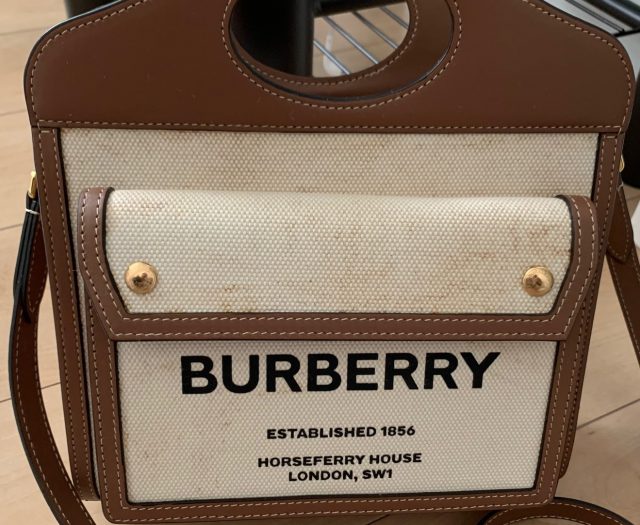 BURBERRY
ESTABLISHED 1856
HORSEFERRY HOUSE
LONDON, SW1